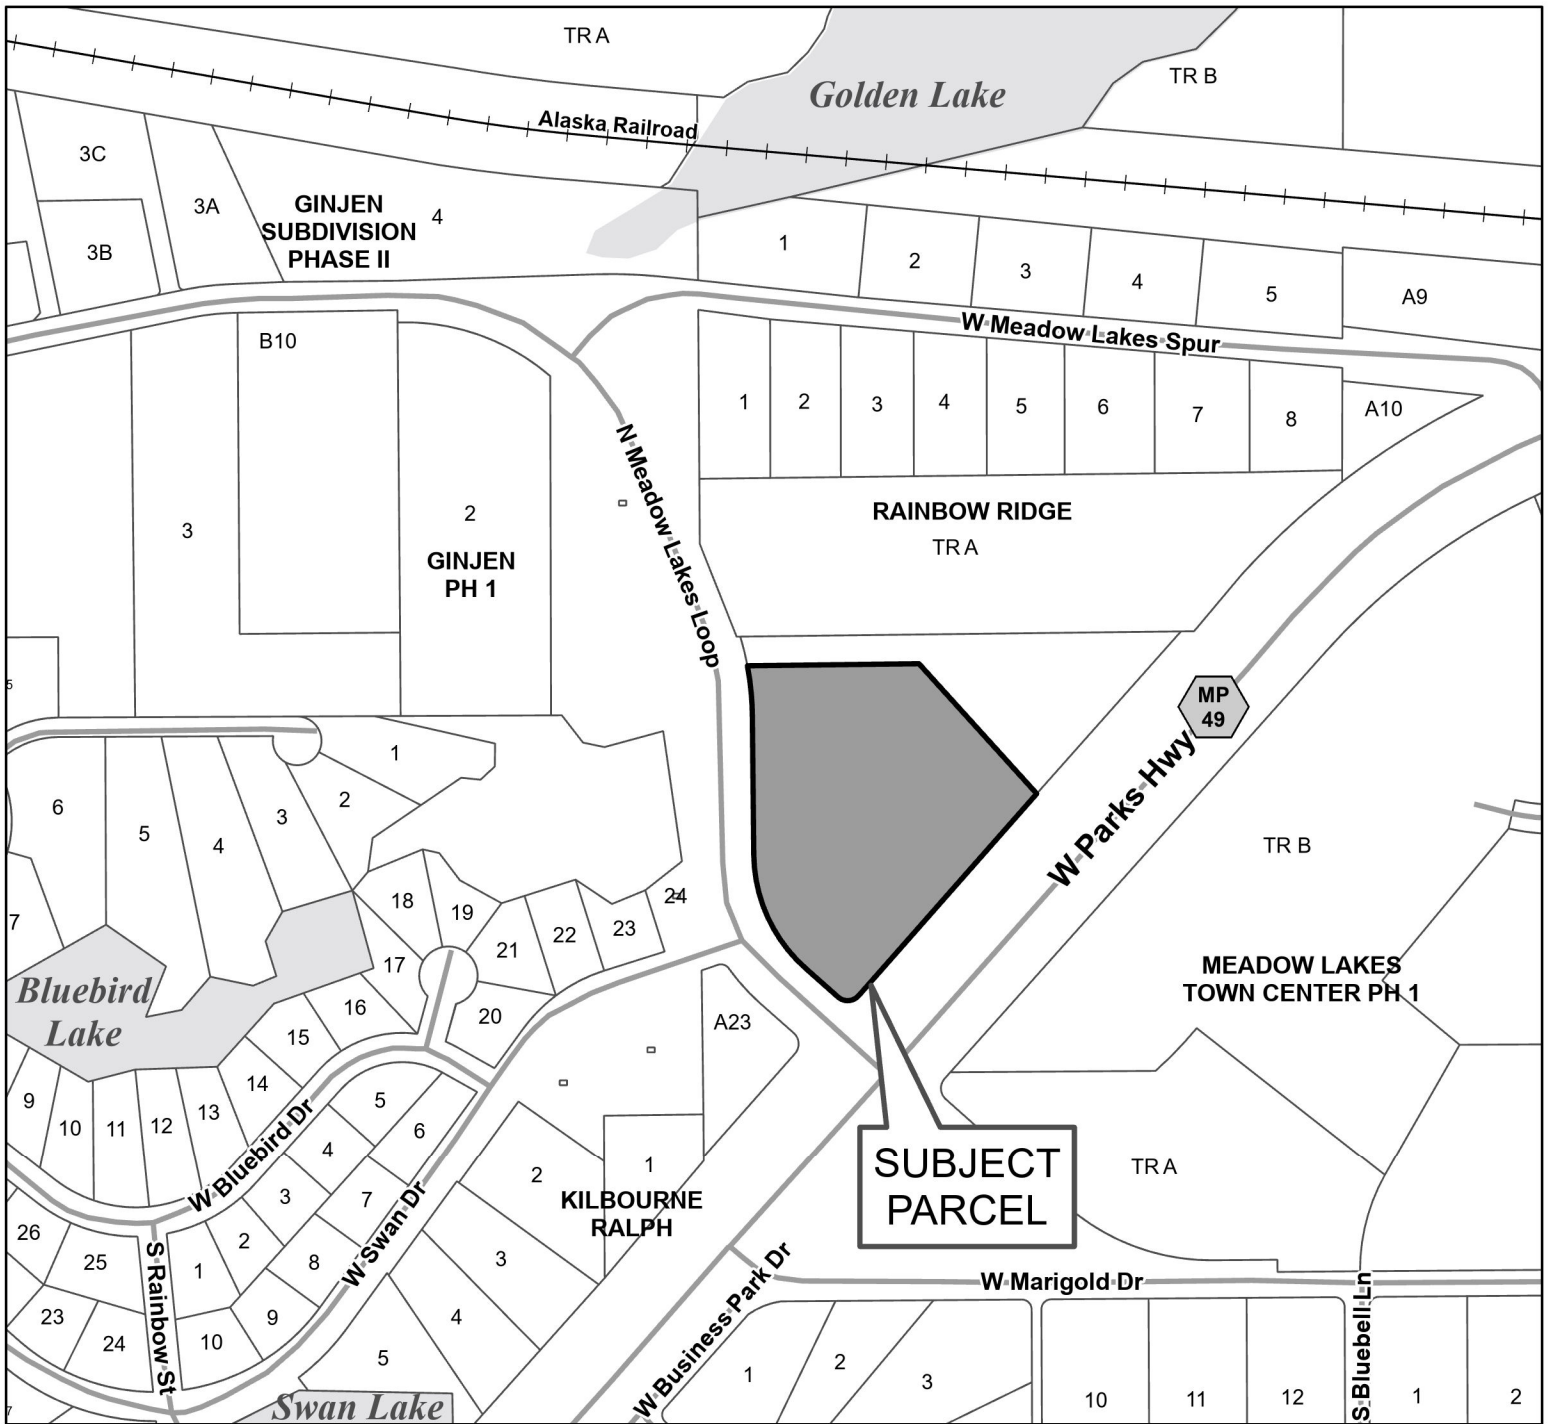 TR A
Golden Lake
TR B
Alaska Railroad
3C
3A
GINJEN
SUBDIVISION
PHASE II
4
3B
1
2
3
4
5
A9
W Meadow Lakes Spur
B10
1
2
3
4
5
6
7
8
A10
N Meadow Lakes Loop
3
2
GINJEN
PH 1
RAINBOW RIDGE
TR A
5
MP
49
W Parks Hwy
1
2
3
4
5
6
7
TR B
18
19
24
21
22
23
17
20
16
15
14
Bluebird
Lake
MEADOW LAKES
TOWN CENTER PH 1
A23
9
10
11
12
13
W Bluebird Dr
5
6
4
3
7
2
8
1
9
10
W Swan Dr
SUBJECT
PARCEL
TR A
2
1
KILBOURNE
RALPH
3
4
5
26
25
23
24
S Rainbow St
7
Swan Lake
W Business Park Dr
W Marigold Dr
S Bluebell Ln
1
2
3
10
11
12
1
2